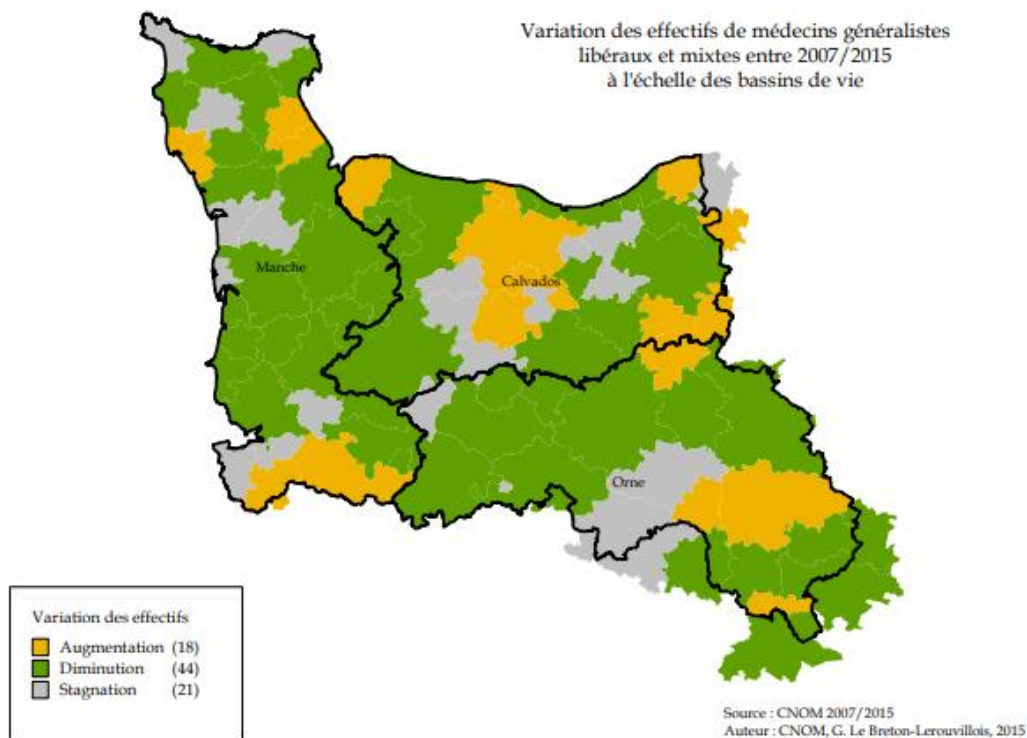 Variation des effectifs de médecins généralistes
libéraux et mixtes entre 2007/2015
à l'échelle des bassins de vie
Manche
Calvados
Orne
Variation des effectifs
Augmentation (18)
Diminution (44)
Stagnation (21)
Source : CNOM 2007/2015
Auteur : CNOM, G. Le Breton-Lerouvillois, 2015